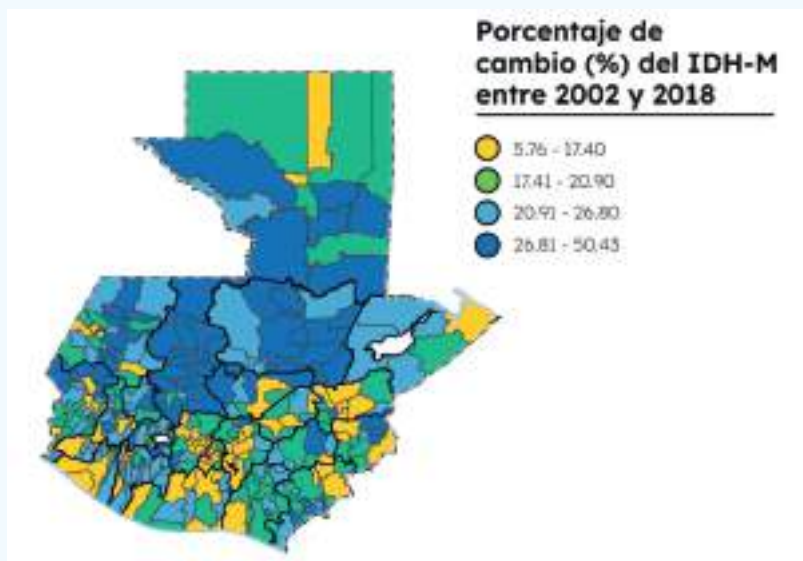 Porcentaje de
cambio (%) del IDH-M
entre 2002 y 2018
5.76 - 17.40
17.41 - 20.90
20.91 - 26.80
26.81 - 50.43